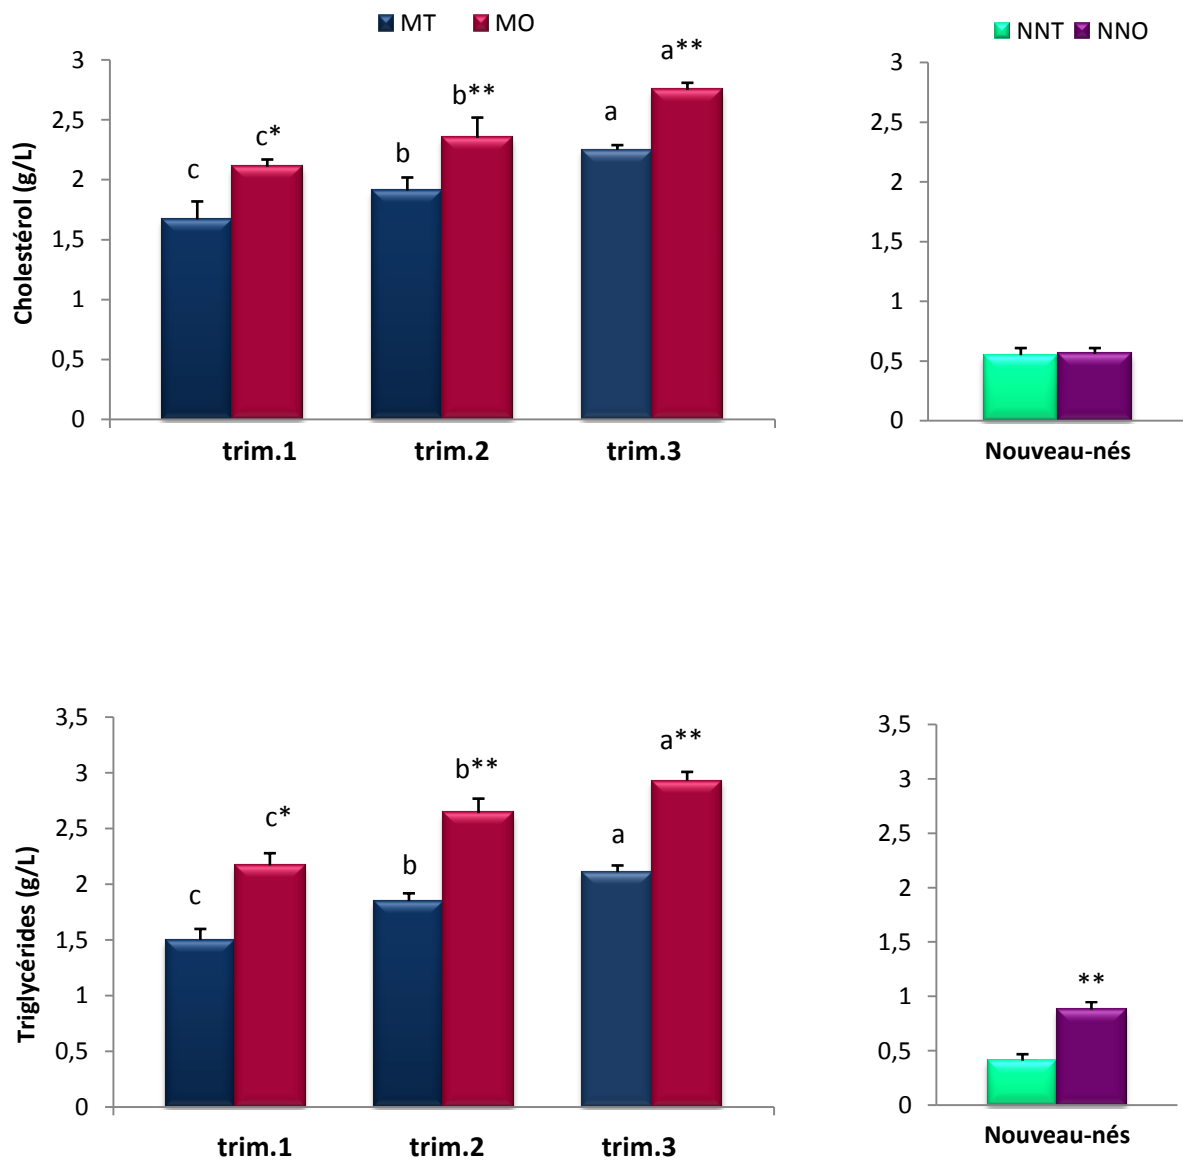 MT MO
NNT NNO
Cholestérol (g/L)
3
2,5
2
1,5
1
0,5
0
c
c*
b
b**
a
a**
trim.1 trim.2 trim.3
3
2,5
2
1,5
1
0,5
0
Nouveau-nés
Triglycérides (g/L)
3,5
3
2,5
2
1,5
1
0,5
0
c
c*
b
b**
a
a**
trim.1 trim.2 trim.3
3,5
3
2,5
2
1,5
1
0,5
0
**
Nouveau-nés